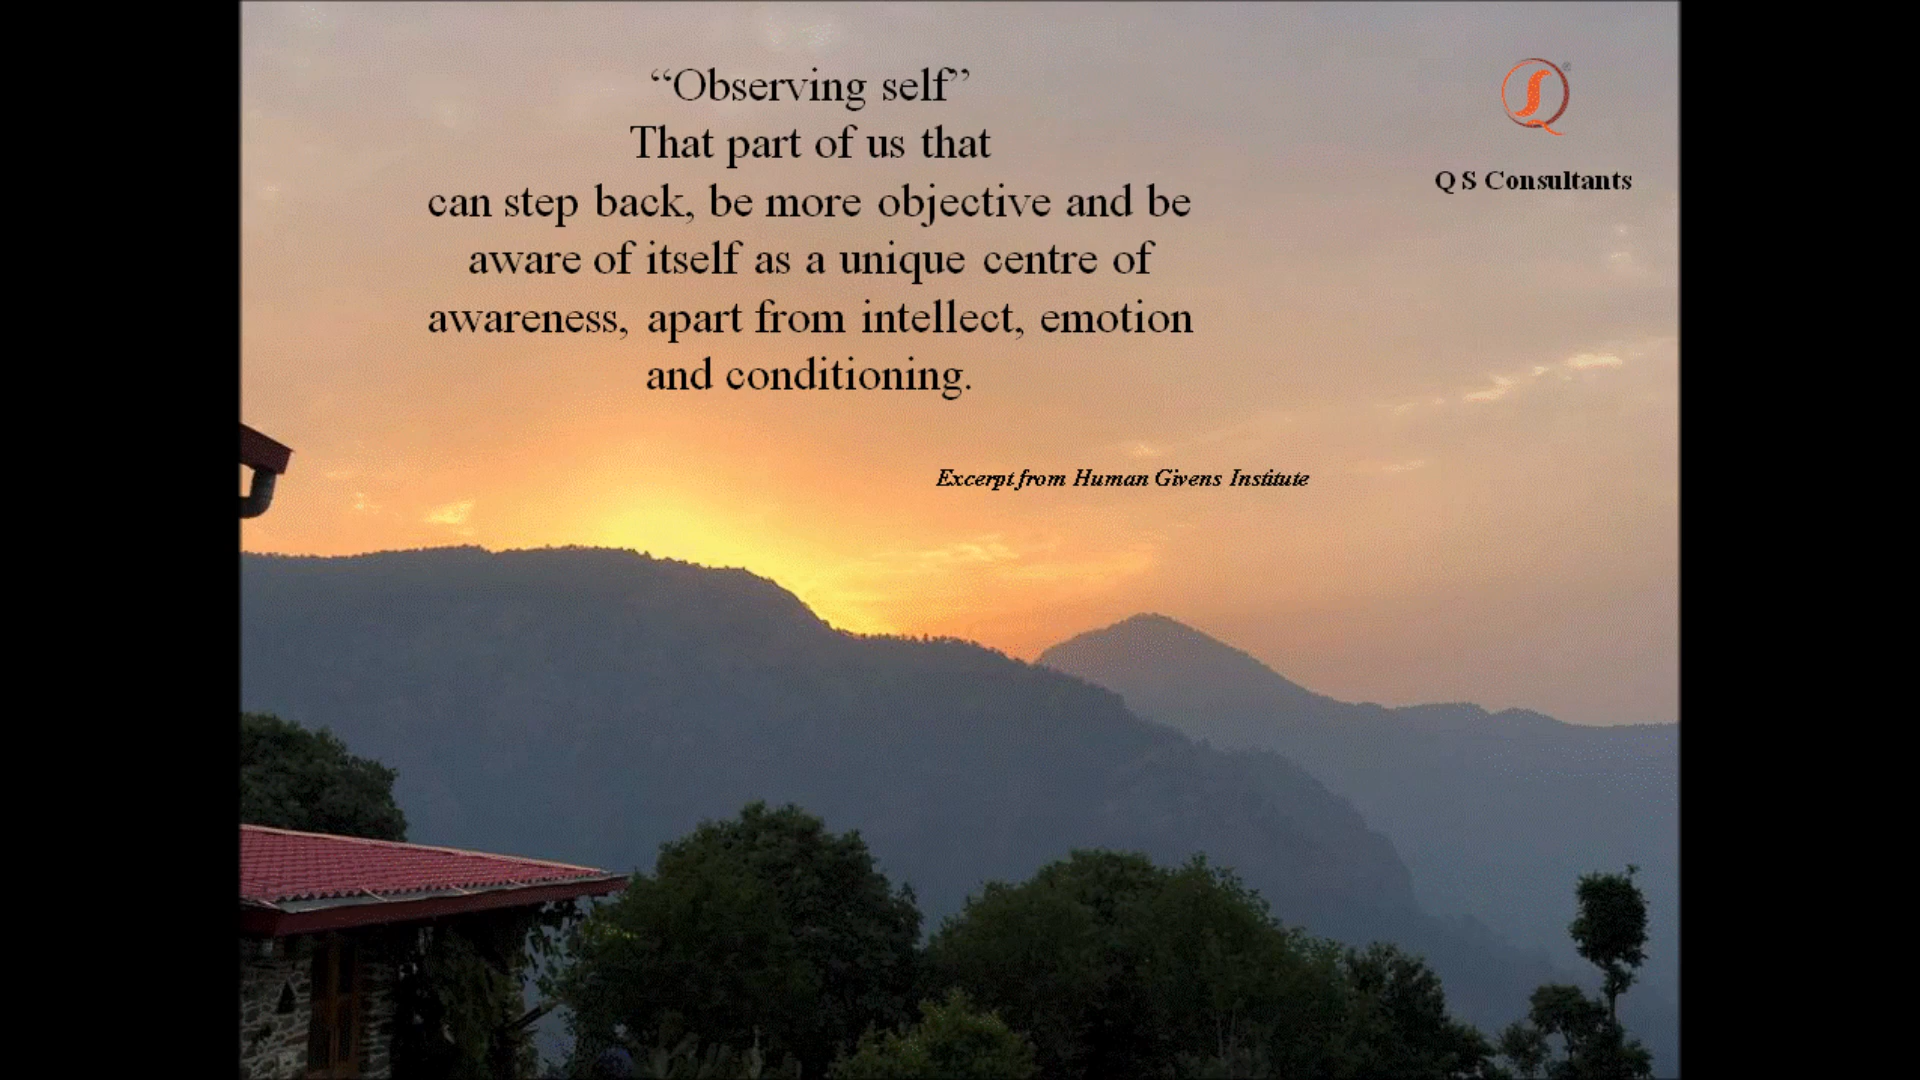 “Observing self”
That part of us that
can step back, be more objective and be
aware of itself as a unique centre of
awareness, apart from intellect, emotion
and conditioning.
Excerpt from Human Givens Institute
®
Q S Consultants